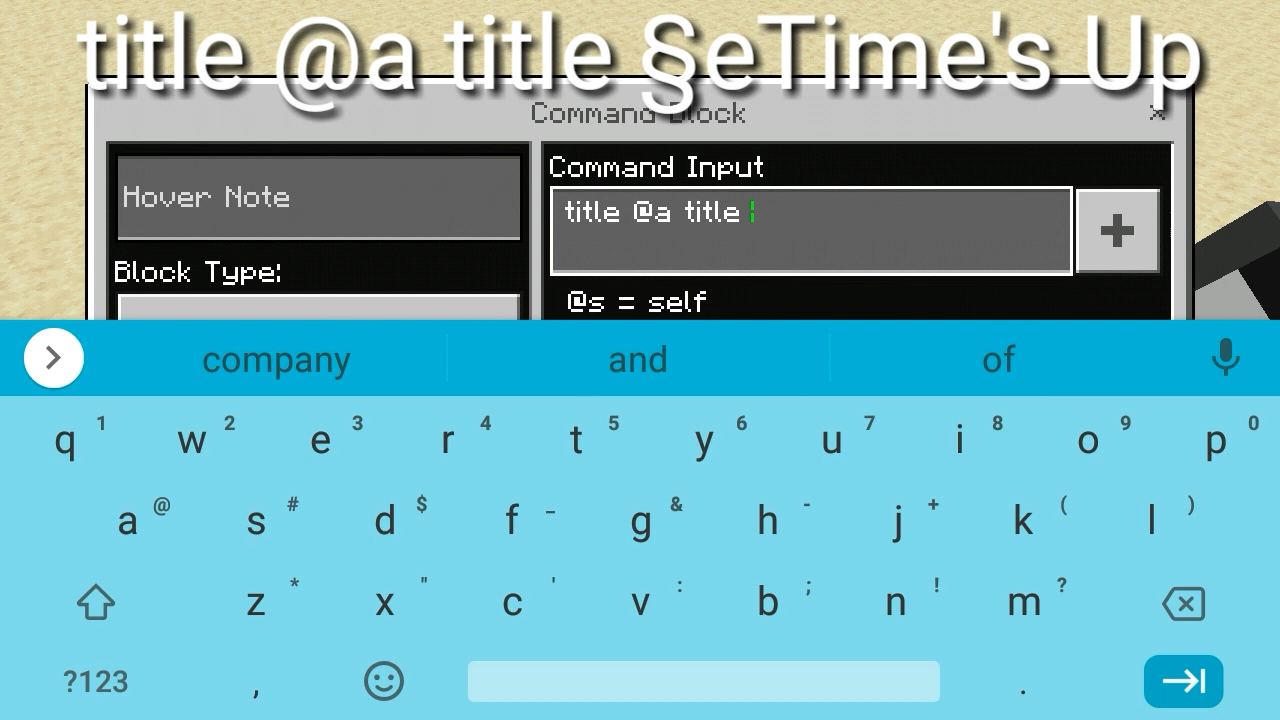 title @a title §eTime's Up
Command Block
×
Hover Note
Command Input
title @a title
+
Block Type:
@s = self
company and of
q 1 w 2 e 3 r 4 t 5 y 6 u 7 i 8 o 9 p 0
a @ s # d $ f _ g & h - j + k ( l )
z * x " c ' v : b ; n ! m ?
?123 , .